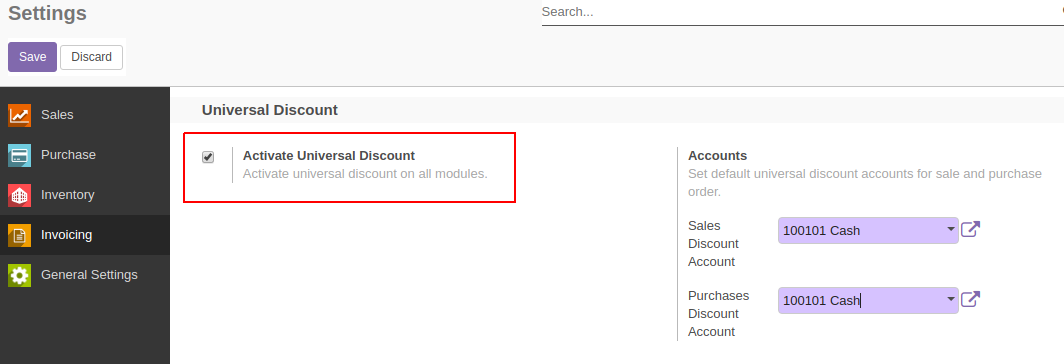 Settings
Search...
Save
Discard
Sales
Purchase
Inventory
Invoicing
General Settings
Universal Discount
Activate Universal Discount
Activate universal discount on all modules.
Accounts
Set default universal discount accounts for sale and purchase
order.
Sales
Discount
Account
100101 Cash
Purchases
Discount
Account
100101 Cash